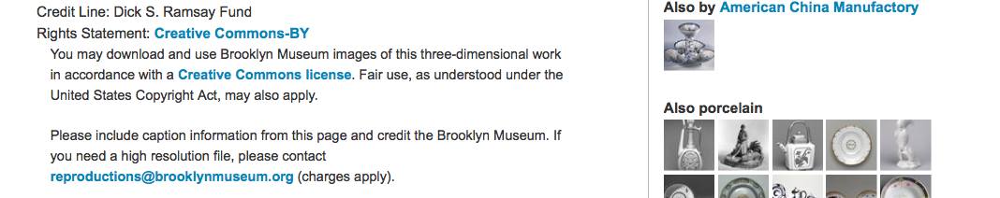 Credit Line: Dick S. Ramsay Fund
Rights Statement: Creative Commons-BY
You may download and use Brooklyn Museum images of this three-dimensional work
in accordance with a Creative Commons license. Fair use, as understood under the
United States Copyright Act, may also apply.
Please include caption information from this page and credit the Brooklyn Museum. If
you need a high resolution file, please contact
reproductions@brooklynmuseum.org (charges apply).
Also by American China Manufactory
Also porcelain